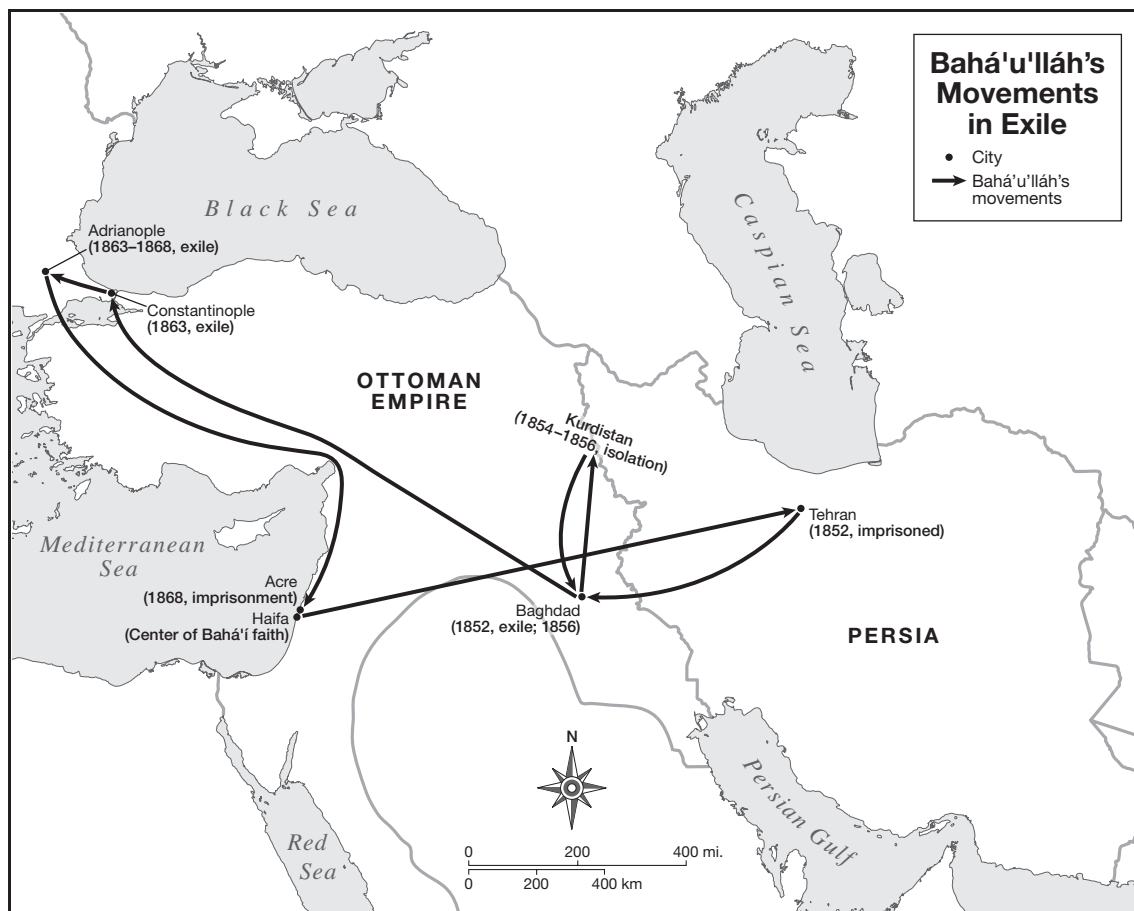 Bahá'u'lláh's
Movements
in Exile
City
Bahá'u'lláh's
movements
Black Sea
Caspian Sea
Adrianople
(1863–1868, exile)
Constantinople
(1863, exile)
OTTOMAN
EMPIRE
Kurdistan
(1854–1856, isolation)
Tehran
(1852, imprisoned)
Mediterranean
Sea
Acre
(1868, imprisonment)
Haifa
(Center of Bahá'í faith)
Baghdad
(1852, exile; 1856)
PERSIA
N
Persian Gulf
Red
Sea
0 200 400 mi.
0 200 400 km